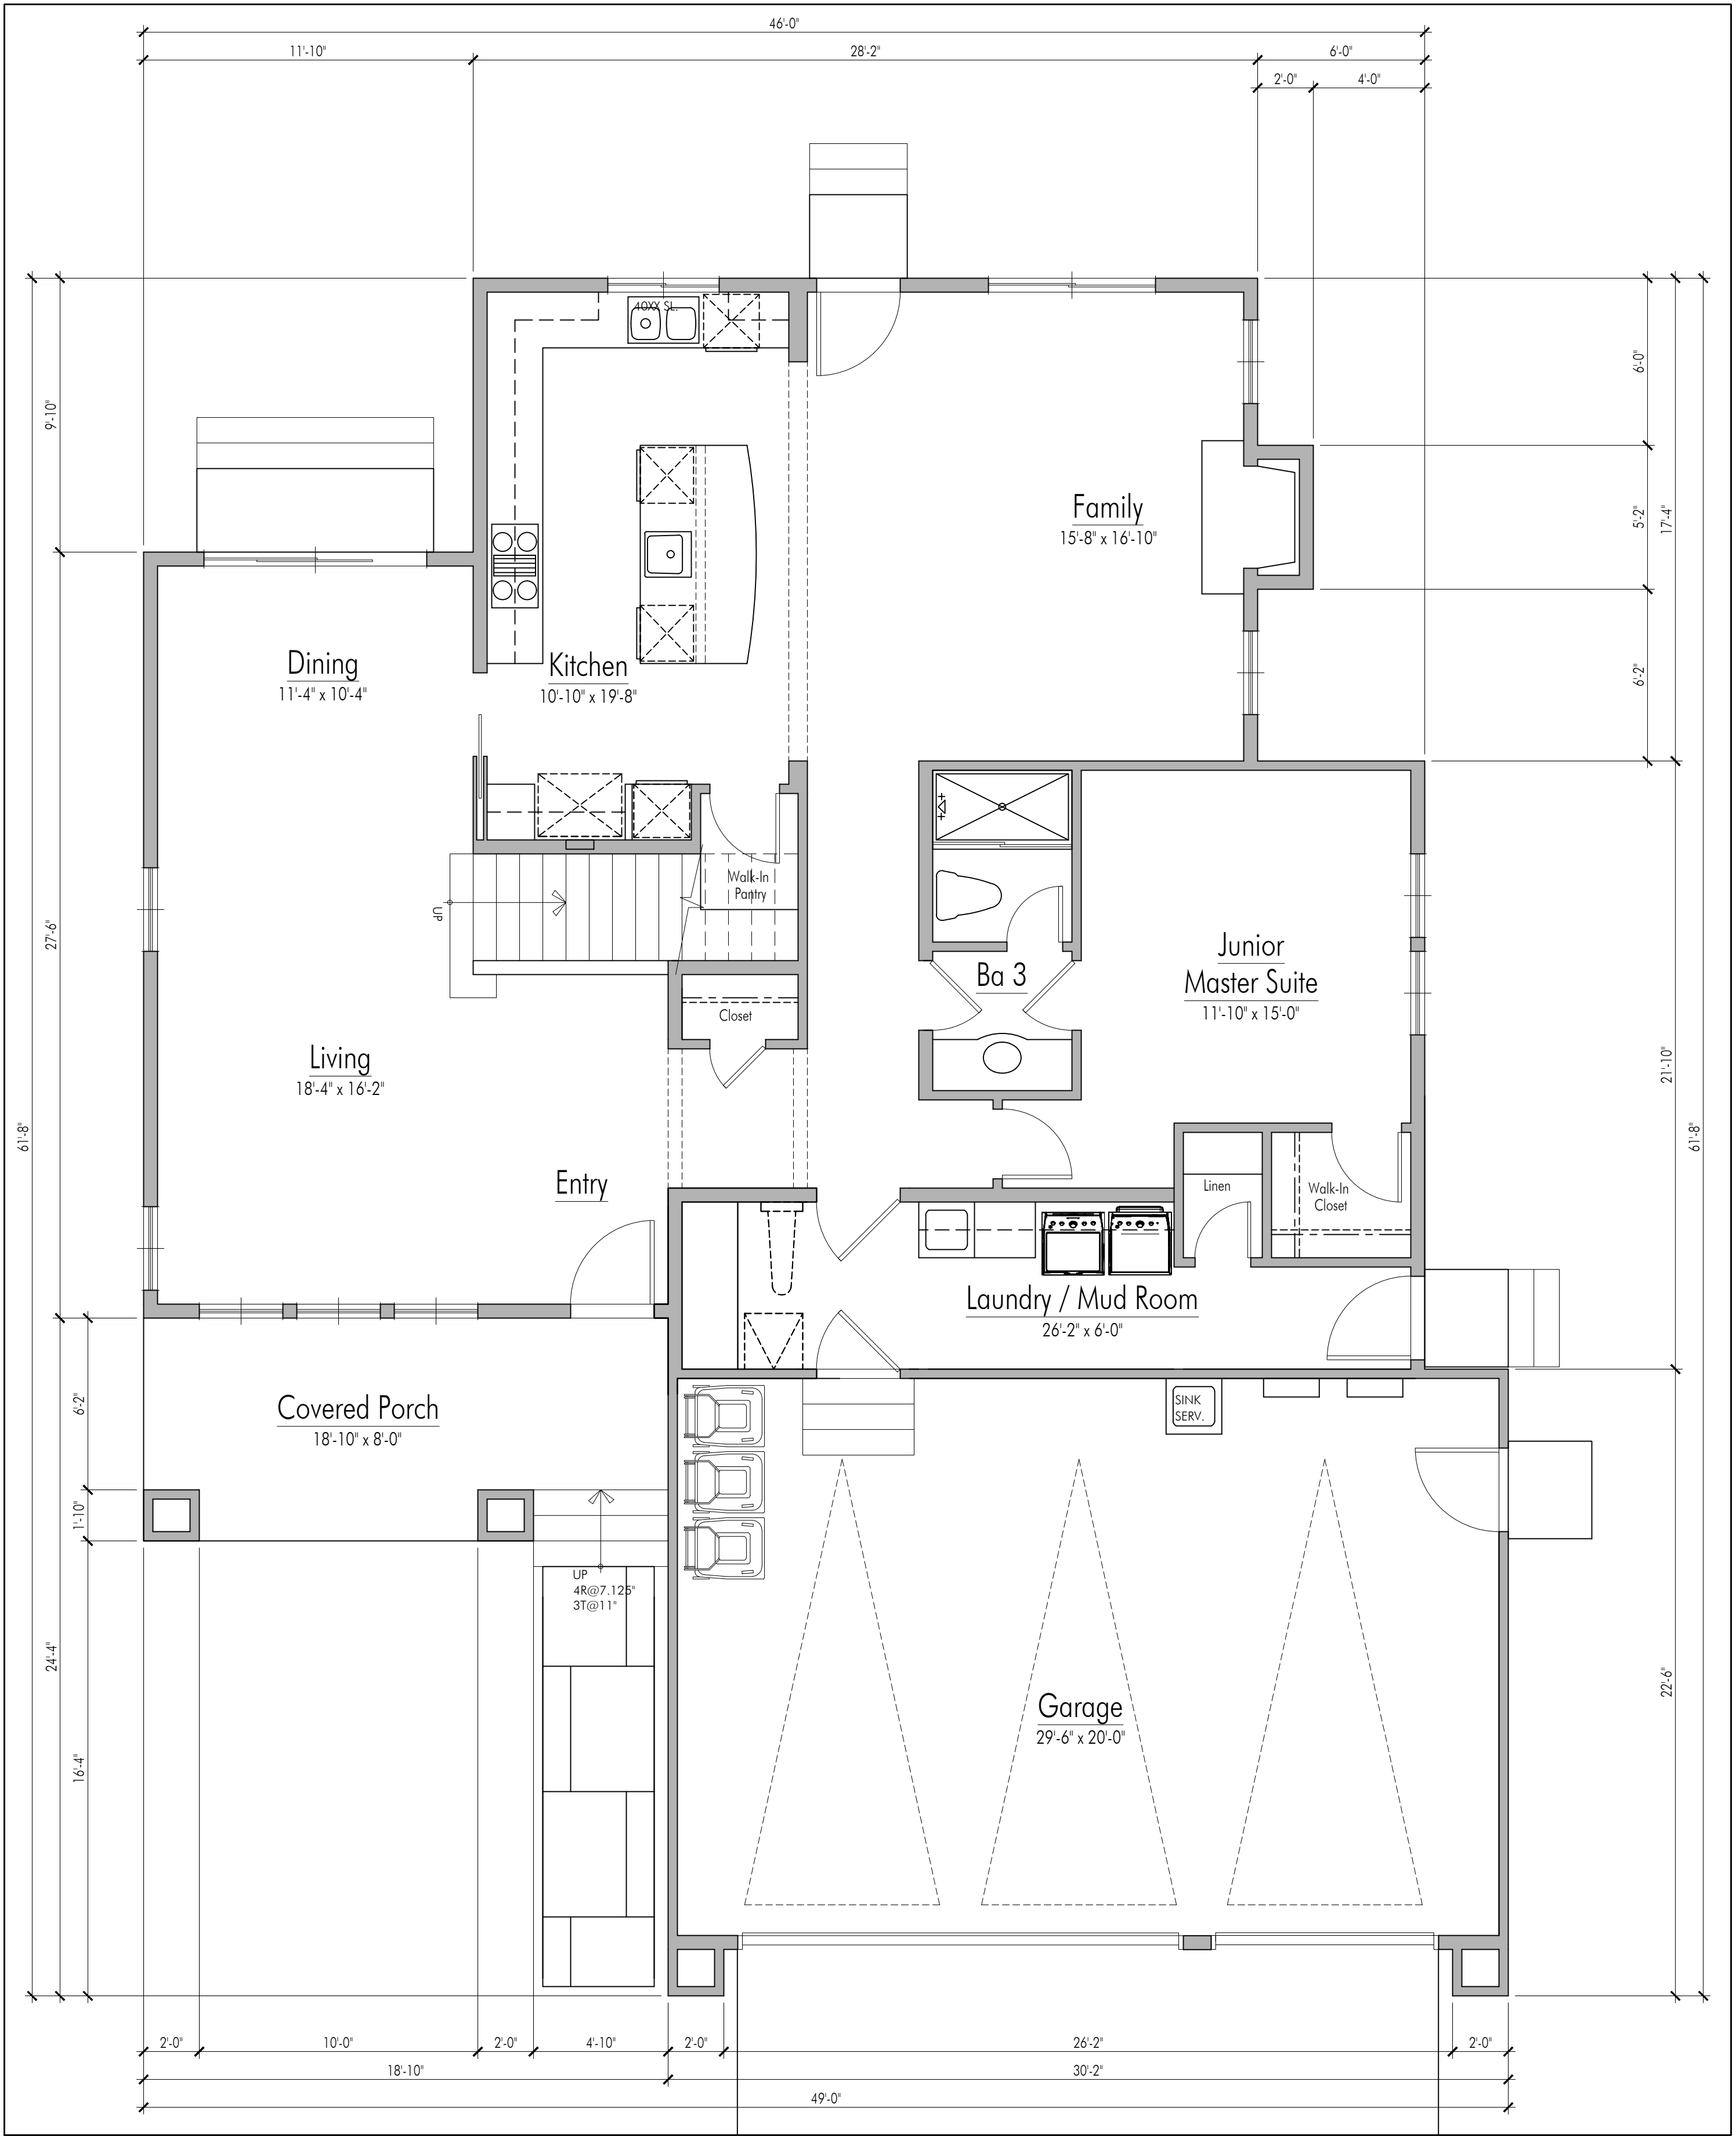 46'-0"
11'-10"
28'-2"
6'-0"
2'-0"
4'-0"
40XX SL.
6'-0"
9'-10"
5'-2"
17'-4"
Family
15'-8" x 16'-10"
Dining
11'-4" x 10'-4"
Kitchen
10'-10" x 19'-8"
6'-2"
Walk-In
Pantry
UP
27'-6"
Ba 3
Junior
Master Suite
11'-10" x 15'-0"
Closet
Living
18'-4" x 16'-2"
21'-10"
61'-8"
61'-8"
Entry
Linen
Walk-In
Closet
Laundry / Mud Room
26'-2" x 6'-0"
6'-2"
Covered Porch
18'-10" x 8'-0"
SINK
SERV.
1'-10"
UP
4R@7.125"
3T@11"
24'-4"
22'-6"
Garage
29'-6" x 20'-0"
16'-4"
2'-0"
10'-0"
2'-0"
4'-10"
2'-0"
26'-2"
2'-0"
18'-10"
30'-2"
49'-0"